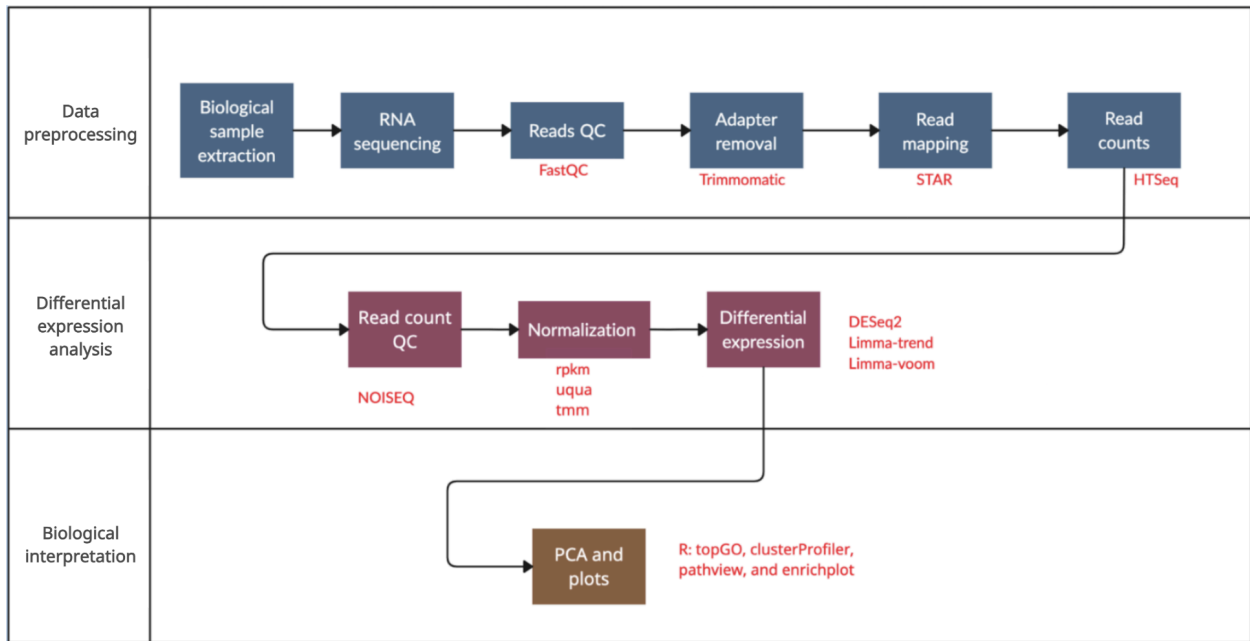 Data
preprocessing
Biological
sample
extraction
RNA
sequencing
Reads QC
FastQC
Adapter
removal
Trimmomatic
Read
mapping
STAR
Read
counts
HTSeq
Differential
expression
analysis
Read count
QC
NOISEQ
Normalization
rpkm
uqua
tmm
Differential
expression
DESeq2
Limma-trend
Limma-voom
Biological
interpretation
PCA and
plots
R: topGO, clusterProfiler,
pathview, and enrichplot